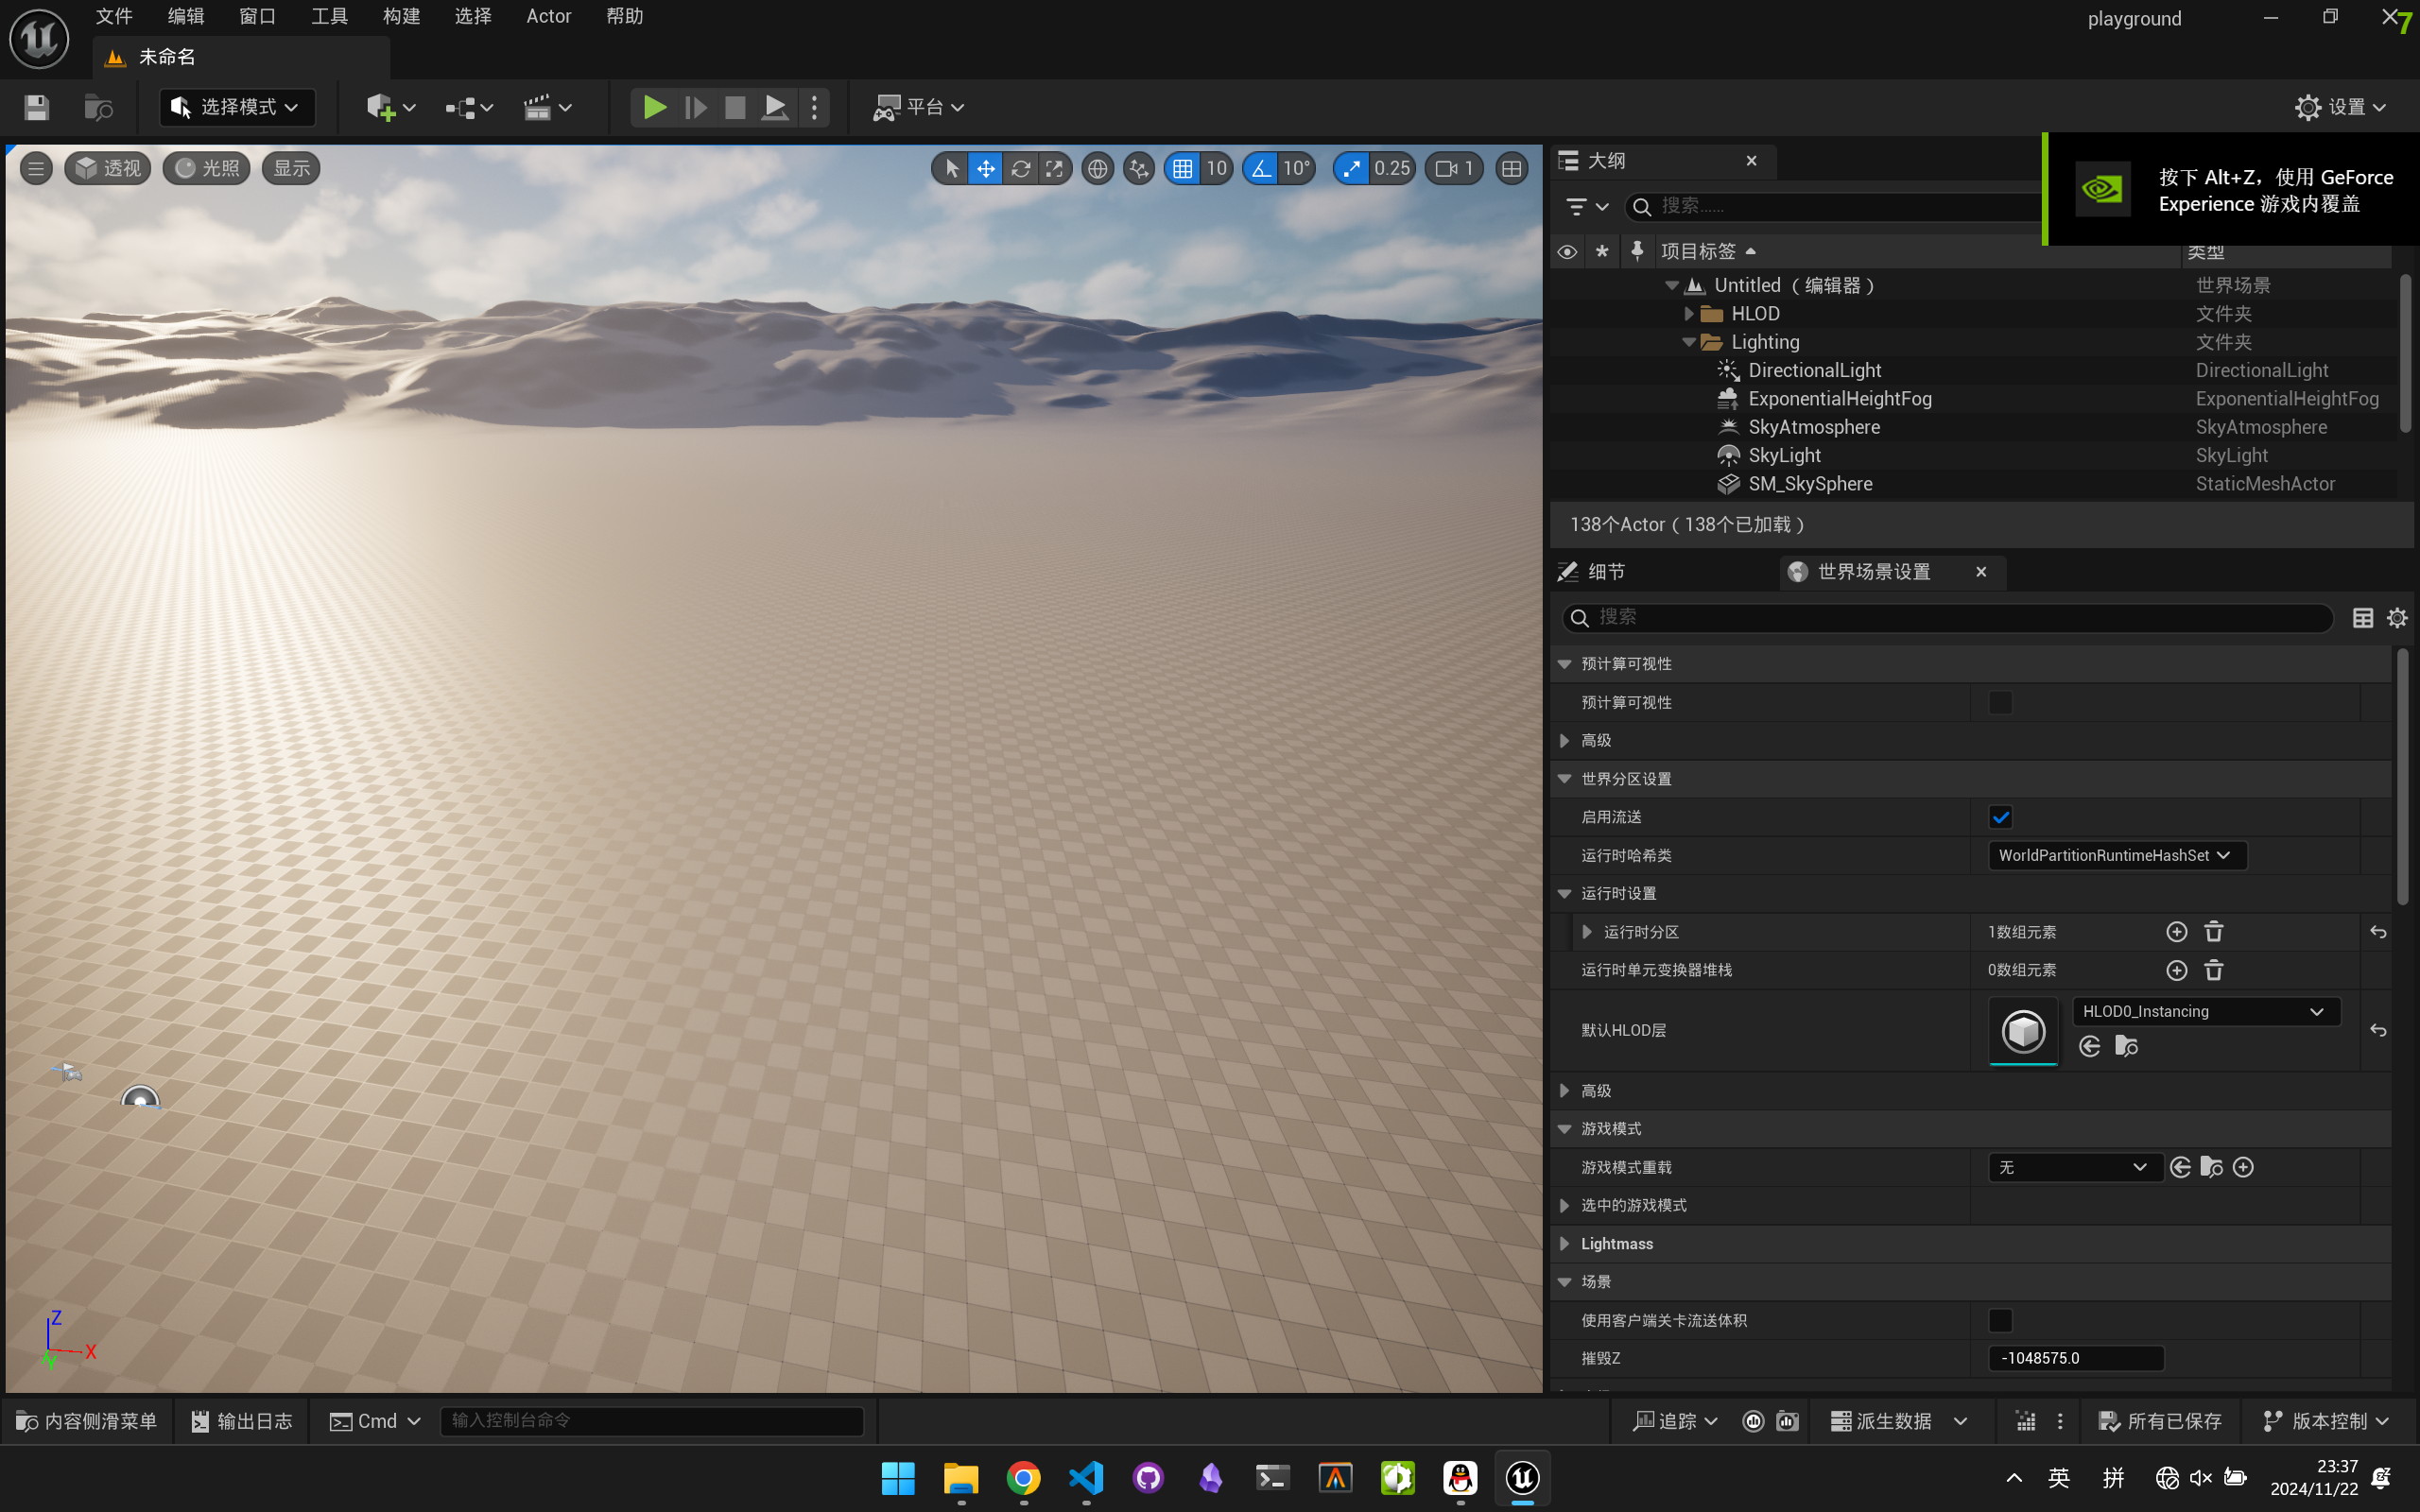 文件 编辑 窗口 工具 构建 选择 Actor 帮助
playground
7
未命名
选择模式
平台
设置
透视 光照 显示
10 10° 0.25 1
大纲
搜索......
按下 Alt+Z，使用 GeForce
Experience 游戏内覆盖
项目标签 类型
Untitled（编辑器） 世界场景
HLOD 文件夹
Lighting 文件夹
DirectionalLight DirectionalLight
ExponentialHeightFog ExponentialHeightFog
SkyAtmosphere SkyAtmosphere
SkyLight SkyLight
SM_SkySphere StaticMeshActor
138个Actor（138个已加载）
细节 世界场景设置
搜索
预计算可视性
预计算可视性
高级
世界分区设置
启用流送
运行时哈希类 WorldPartitionRuntimeHashSet
运行时设置
运行时分区 1数组元素
运行时单元变换器堆栈 0数组元素
默认HLOD层 HLOD0_Instancing
高级
游戏模式
游戏模式重载 无
选中的游戏模式
Lightmass
场景
使用客户端关卡流送体积
摧毁Z -1048575.0
Z
X
Y
内容侧滑菜单 输出日志 Cmd 输入控制台命令
追踪 派生数据 所有已保存 版本控制
英 拼
23:37
2024/11/22